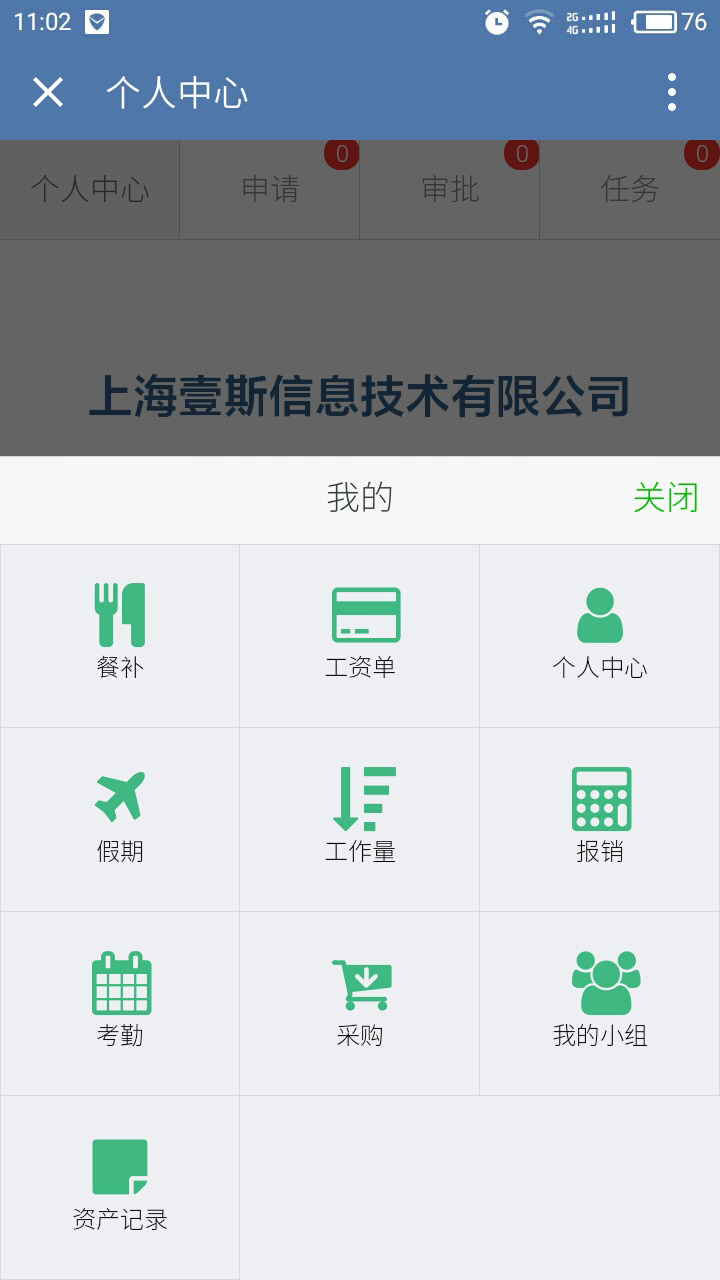 11:02 2G 4G 76
个人中心
0 0 0
个人中心 申请 审批 任务
上海壹斯信息技术有限公司
我的 关闭
餐补 工资单 个人中心
假期 工作量 报销
考勤 采购 我的小组
资产记录